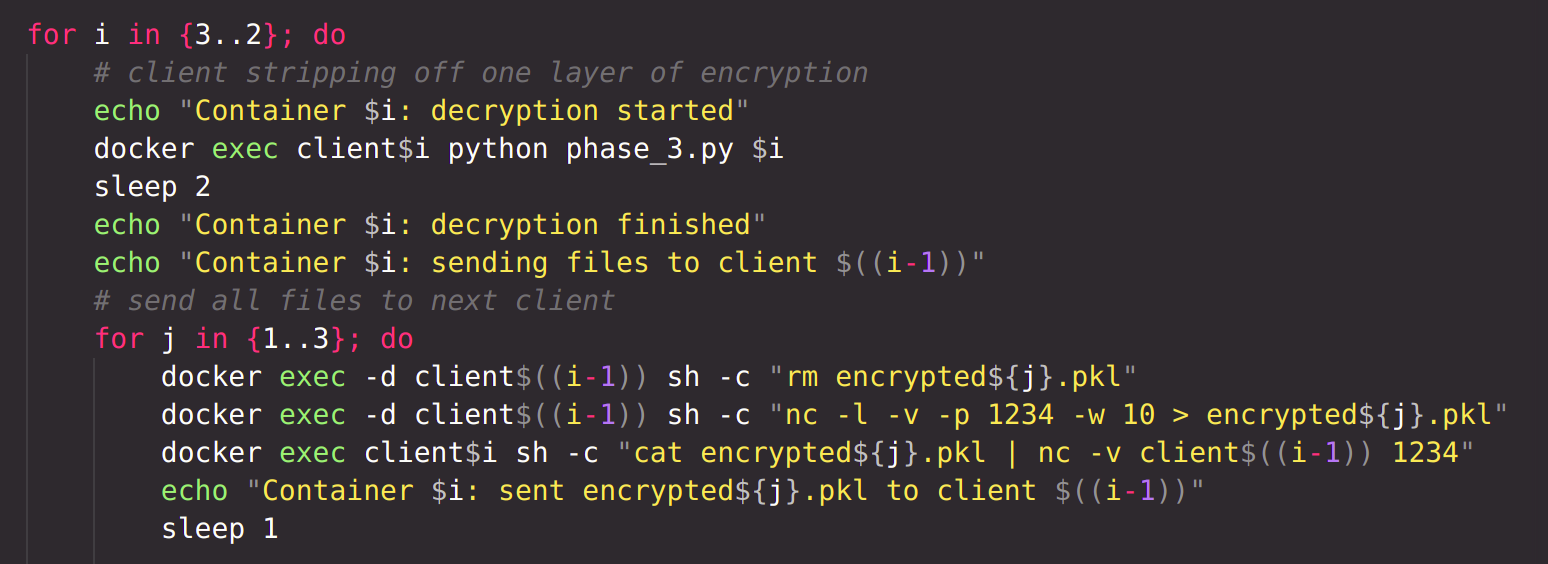 for i in {3..2}; do
    # client stripping off one layer of encryption
    echo "Container $i: decryption started"
    docker exec client$i python phase_3.py $i
    sleep 2
    echo "Container $i: decryption finished"
    echo "Container $i: sending files to client $((i-1))"
    # send all files to next client
    for j in {1..3}; do
        docker exec -d client$((i-1)) sh -c "rm encrypted${j}.pkl"
        docker exec -d client$((i-1)) sh -c "nc -l -v -p 1234 -w 10 > encrypted${j}.pkl"
        docker exec client$i sh -c "cat encrypted${j}.pkl | nc -v client$((i-1)) 1234"
        echo "Container $i: sent encrypted${j}.pkl to client $((i-1))"
        sleep 1